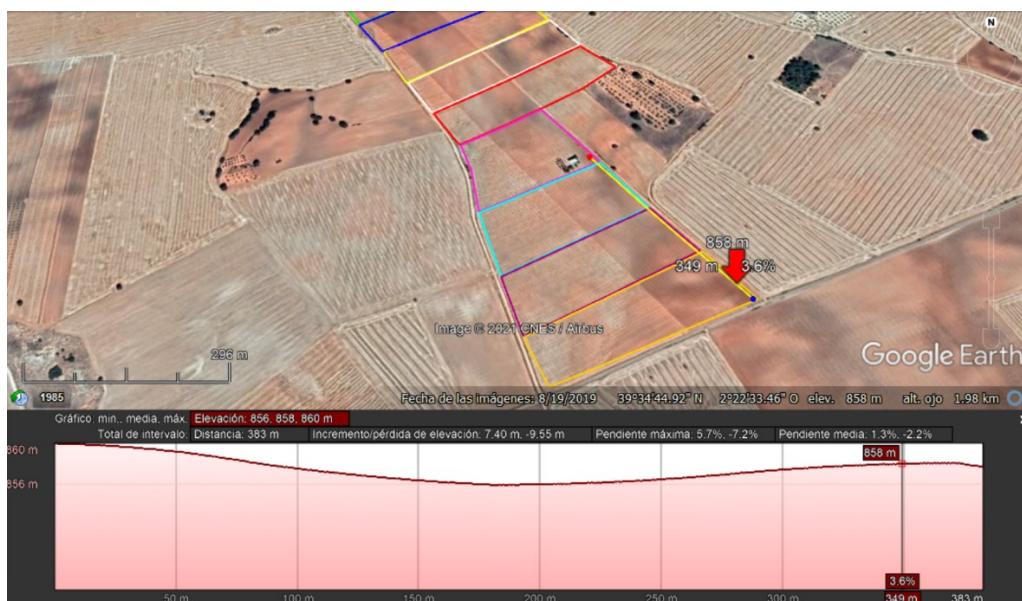 N
858 m
349 m 3.6%
Image © 2021 CNES / Airbus
296 m
Google Earth
1985
Fecha de las imágenes: 8/19/2019 39°34'44.92" N 2°22'33.46" O elev. 858 m alt. ojo 1.98 km
Gráfico: mín., media, máx. Elevación: 856, 858, 860 m
Total de intervalo: Distancia: 383 m Incremento/pérdida de elevación: 7.40 m, -9.55 m Pendiente máxima: 5.7%, -7.2% Pendiente media: 1.3%, -2.2%
860 m
858 m
856 m
3.6%
50 m 100 m 150 m 200 m 250 m 300 m 349 m 383 m